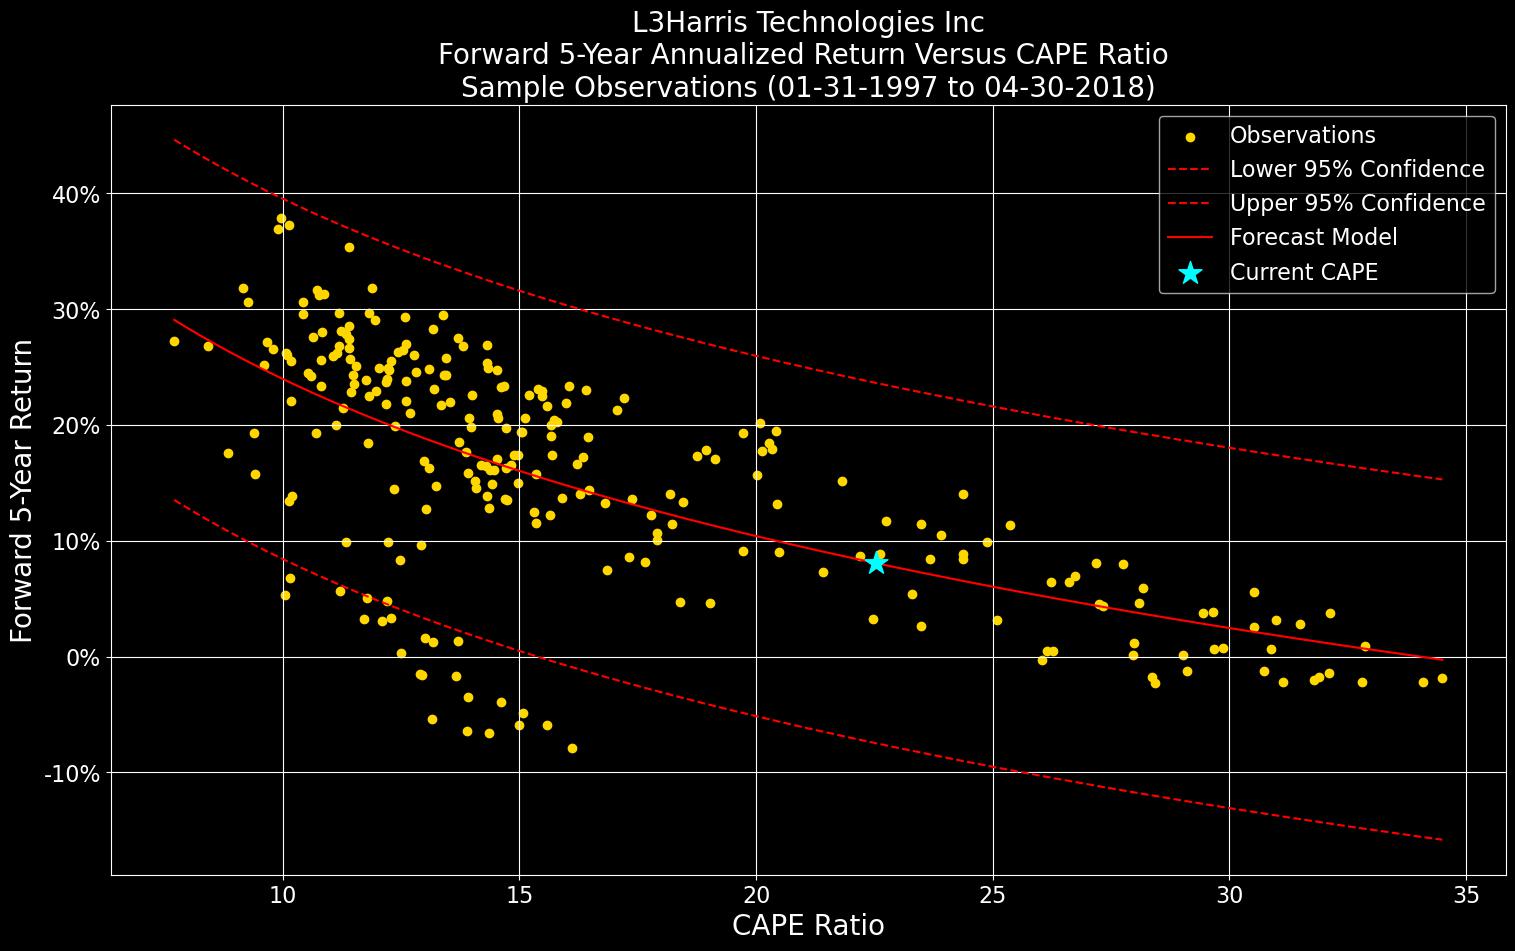 L3Harris Technologies Inc
Forward 5-Year Annualized Return Versus CAPE Ratio
Sample Observations (01-31-1997 to 04-30-2018)
Observations
Lower 95% Confidence
Upper 95% Confidence
Forecast Model
Current CAPE
Forward 5-Year Return
40%
30%
20%
10%
0%
-10%
10 15 20 25 30 35
CAPE Ratio